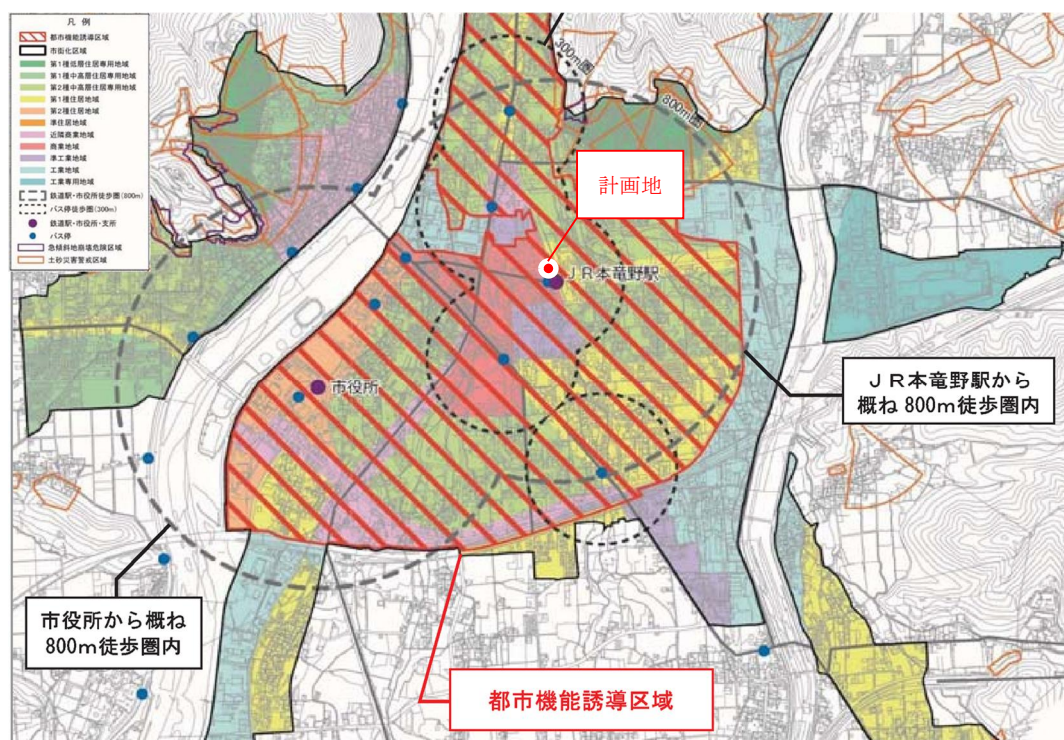 凡例
都市機能誘導区域
市街化区域
第1種低層住居専用地域
第1種中高層住居専用地域
第2種中高層住居専用地域
第1種住居地域
第2種住居地域
準住居地域
近隣商業地域
商業地域
準工業地域
工業地域
工業専用地域
鉄道駅・市役所徒歩圏(800m)
バス停徒歩圏(300m)
鉄道駅・市役所・支所
バス停
急傾斜地崩壊危険区域
土砂災害警戒区域
300m圏
800m圏
計画地
JR本竜野駅
市役所
JR本竜野駅から
概ね800m徒歩圏内
市役所から概ね
800m徒歩圏内
都市機能誘導区域